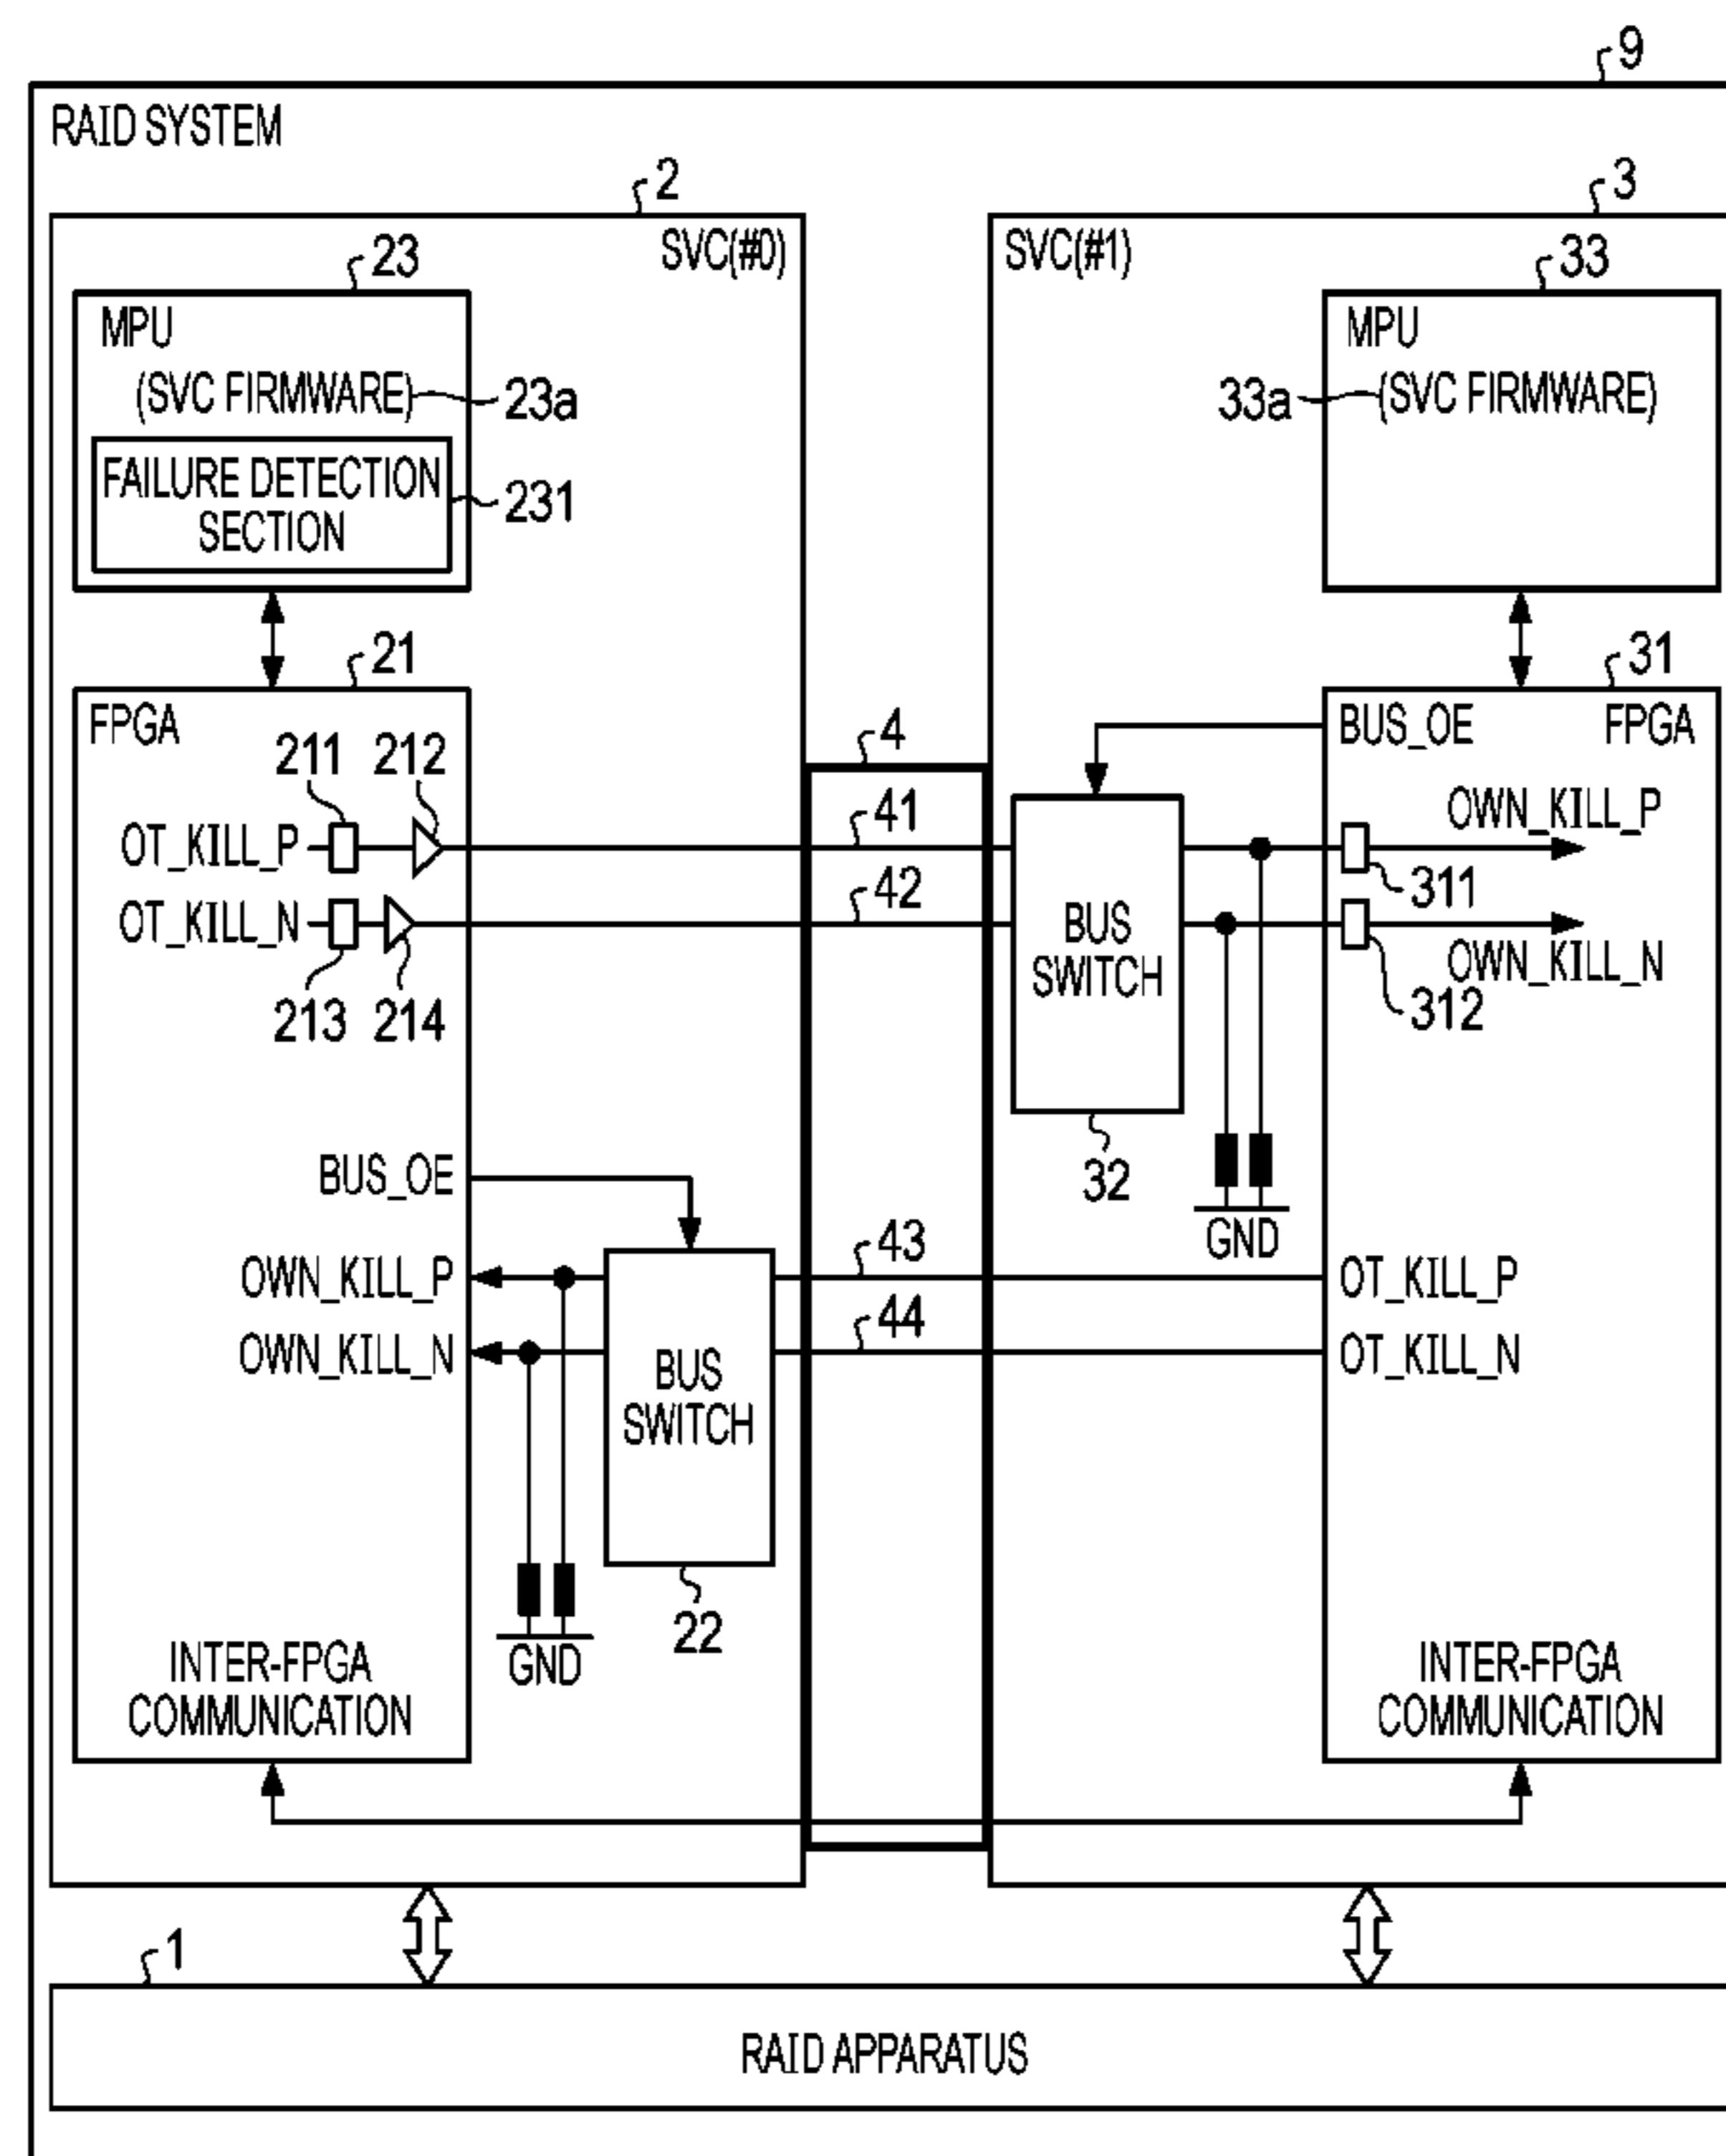 9
RAID SYSTEM
2
3
SVC(#0)
SVC(#1)
23
33
MPU
(SVC FIRMWARE)
23a
FAILURE DETECTION
SECTION
231
MPU
33a
(SVC FIRMWARE)
21
31
FPGA
211
212
OT_KILL_P
OT_KILL_N
213
214
4
41
42
BUS_OE
FPGA
OWN_KILL_P
311
OWN_KILL_N
312
BUS
SWITCH
32
GND
BUS_OE
OWN_KILL_P
OWN_KILL_N
43
44
OT_KILL_P
OT_KILL_N
BUS
SWITCH
22
GND
INTER-FPGA
COMMUNICATION
INTER-FPGA
COMMUNICATION
1
RAID APPARATUS